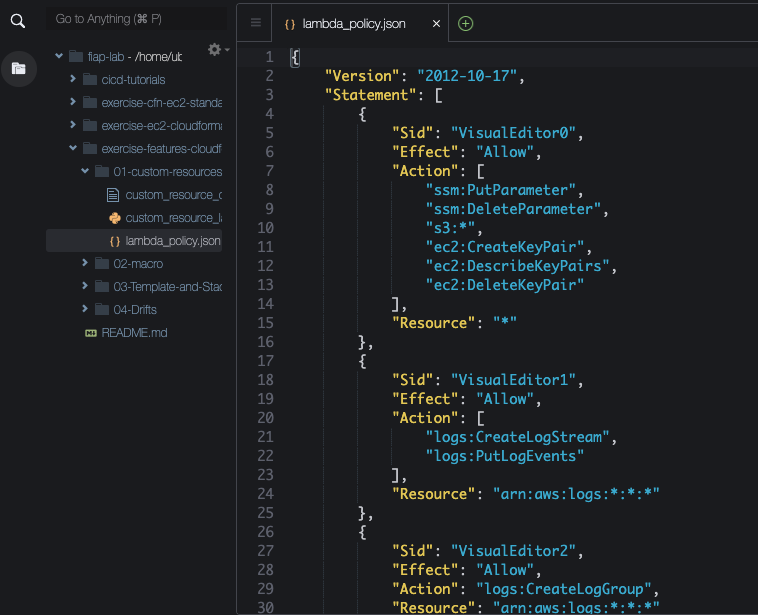 Go to Anything (⌘ P)
fiap-lab - /home/ub
cicd-tutorials
exercise-cfn-ec2-standa
exercise-ec2-cloudforma
exercise-features-cloudf
01-custom-resources
custom_resource_c
custom_resource_la
lambda_policy.json
02-macro
03-Template-and-Stac
04-Drifts
README.md
lambda_policy.json
1 {
2 "Version": "2012-10-17",
3 "Statement": [
4 {
5 "Sid": "VisualEditor0",
6 "Effect": "Allow",
7 "Action": [
8 "ssm:PutParameter",
9 "ssm:DeleteParameter",
10 "s3:*",
11 "ec2:CreateKeyPair",
12 "ec2:DescribeKeyPairs",
13 "ec2:DeleteKeyPair"
14 ],
15 "Resource": "*"
16 },
17 {
18 "Sid": "VisualEditor1",
19 "Effect": "Allow",
20 "Action": [
21 "logs:CreateLogStream",
22 "logs:PutLogEvents"
23 ],
24 "Resource": "arn:aws:logs:*:*:*"
25 },
26 {
27 "Sid": "VisualEditor2",
28 "Effect": "Allow",
29 "Action": "logs:CreateLogGroup",
30 "Resource": "arn:aws:logs:*:*:*"